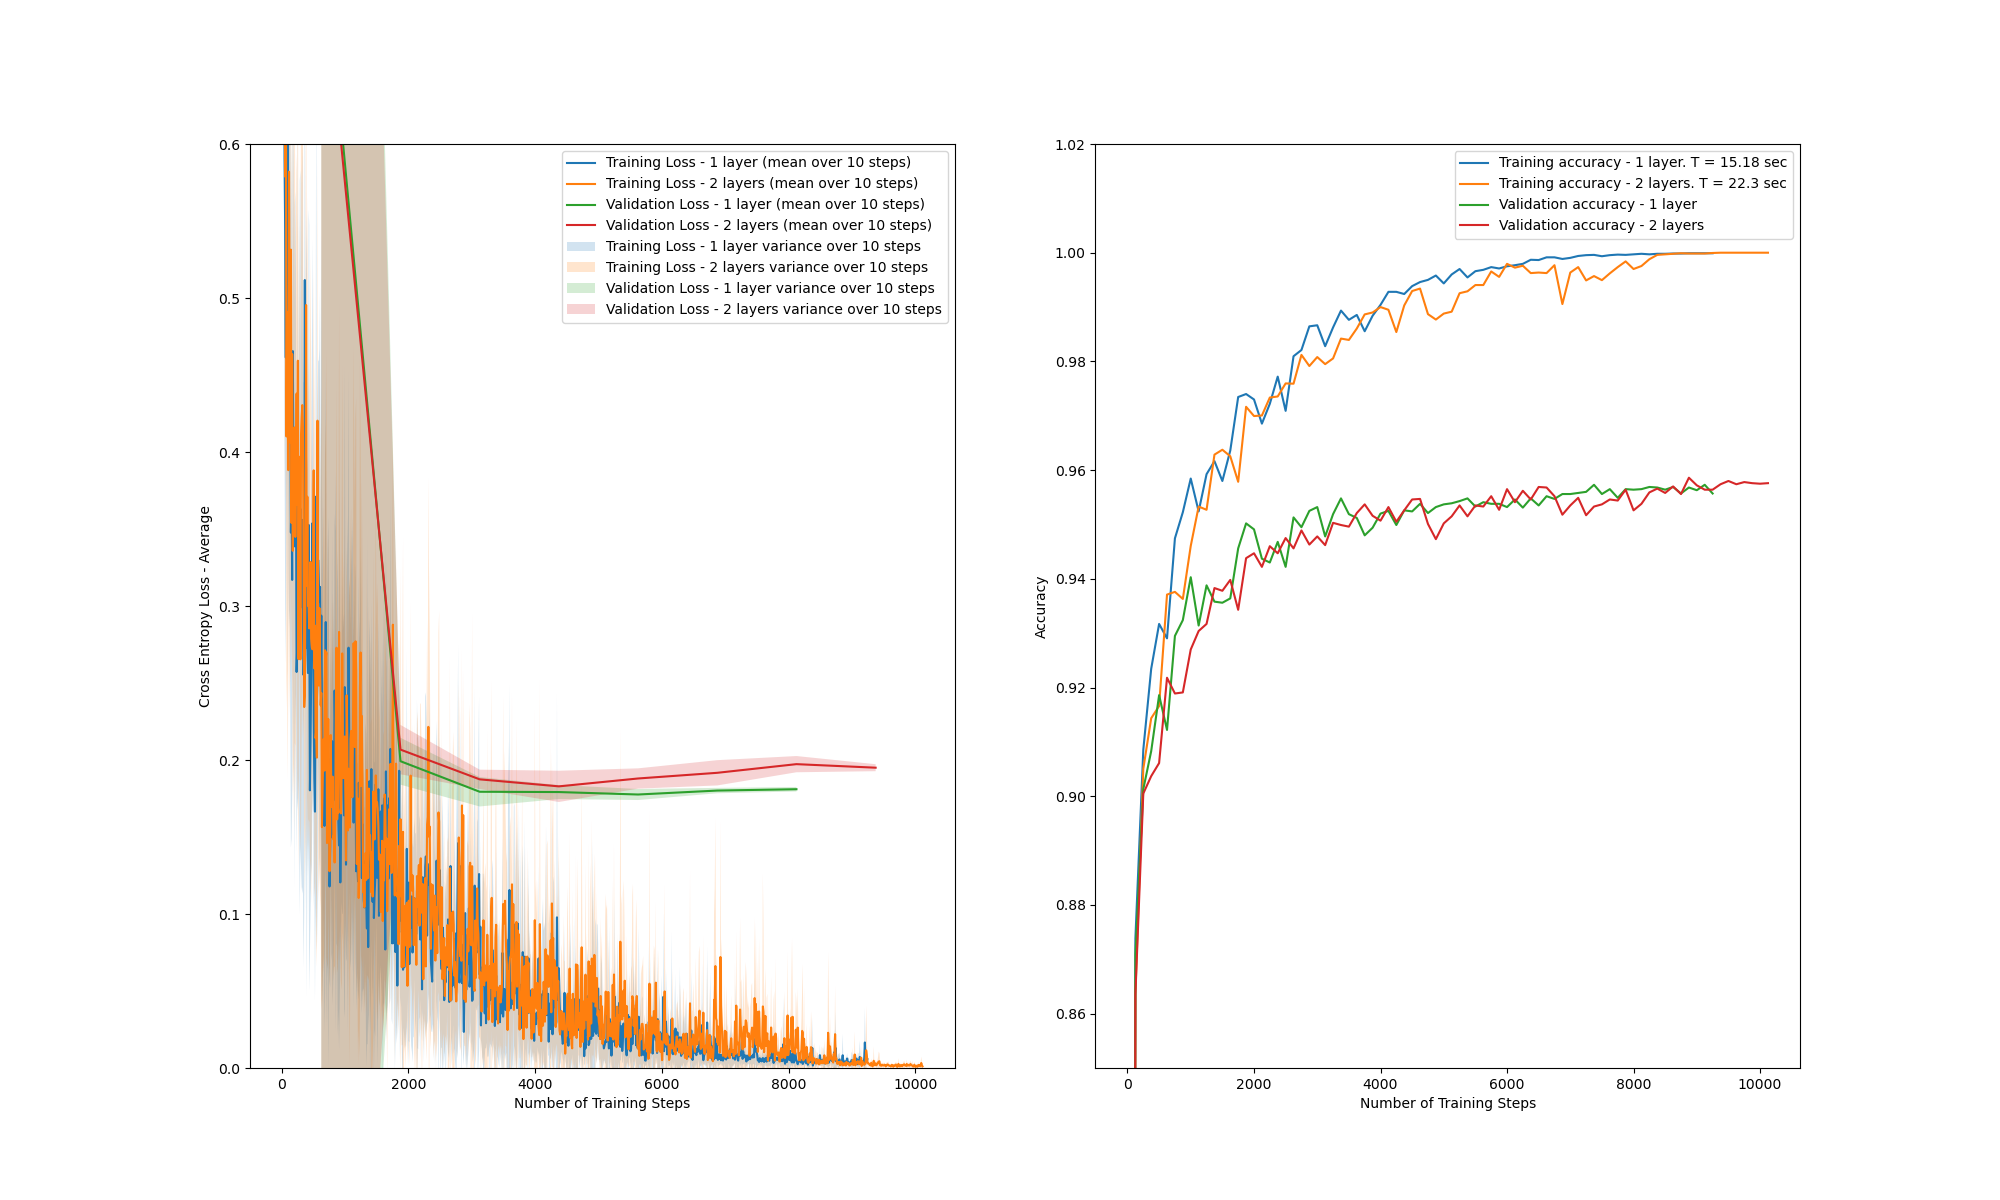 0.6
0.5
0.4
0.3
0.2
0.1
0.0
Cross Entropy Loss - Average
0
2000
4000
6000
8000
10000
Number of Training Steps
Training Loss - 1 layer (mean over 10 steps)
Training Loss - 2 layers (mean over 10 steps)
Validation Loss - 1 layer (mean over 10 steps)
Validation Loss - 2 layers (mean over 10 steps)
Training Loss - 1 layer variance over 10 steps
Training Loss - 2 layers variance over 10 steps
Validation Loss - 1 layer variance over 10 steps
Validation Loss - 2 layers variance over 10 steps
1.02
1.00
0.98
0.96
0.94
0.92
0.90
0.88
0.86
Accuracy
0
2000
4000
6000
8000
10000
Number of Training Steps
Training accuracy - 1 layer. T = 15.18 sec
Training accuracy - 2 layers. T = 22.3 sec
Validation accuracy - 1 layer
Validation accuracy - 2 layers